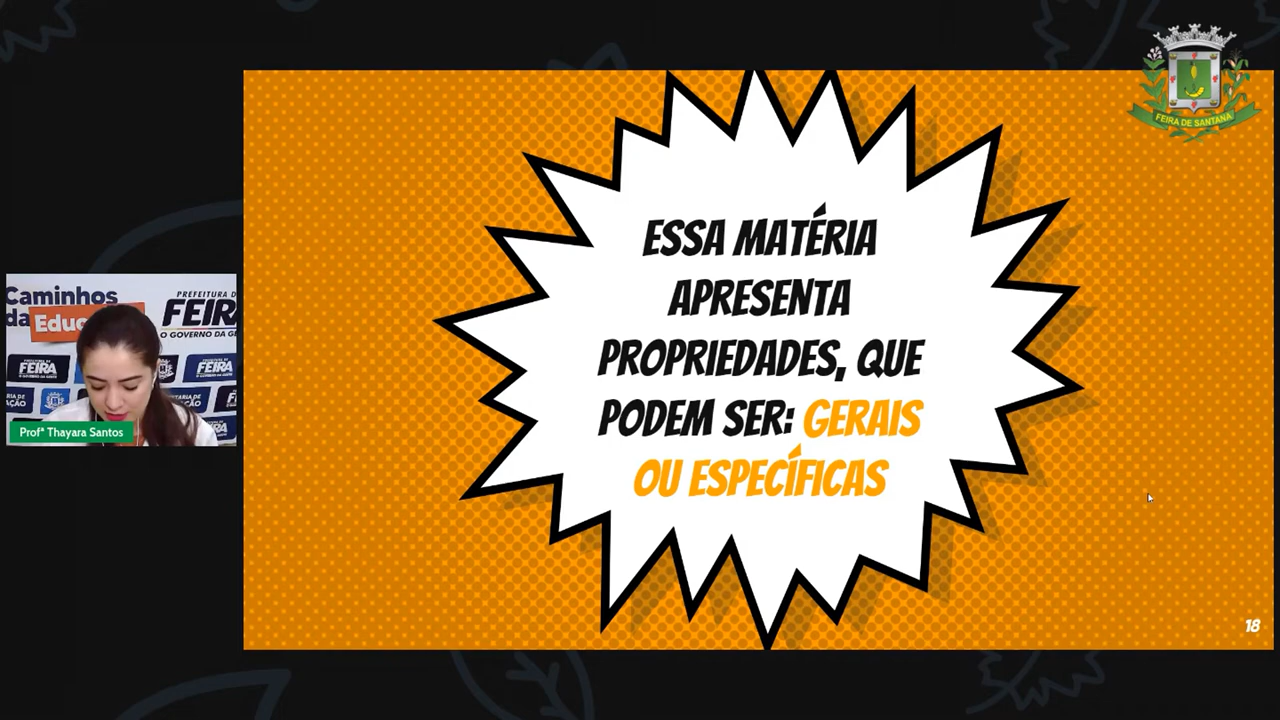 FEIRA DE SANTANA
ESSA MATÉRIA
APRESENTA
PROPRIEDADES, QUE
PODEM SER: GERAIS
OU ESPECÍFICAS
18
Caminhos
da Educ
PREFEITURA D
FEIRA
O GOVERNO DA GE
FEIRA
FEIRA
Profª Thayara Santos